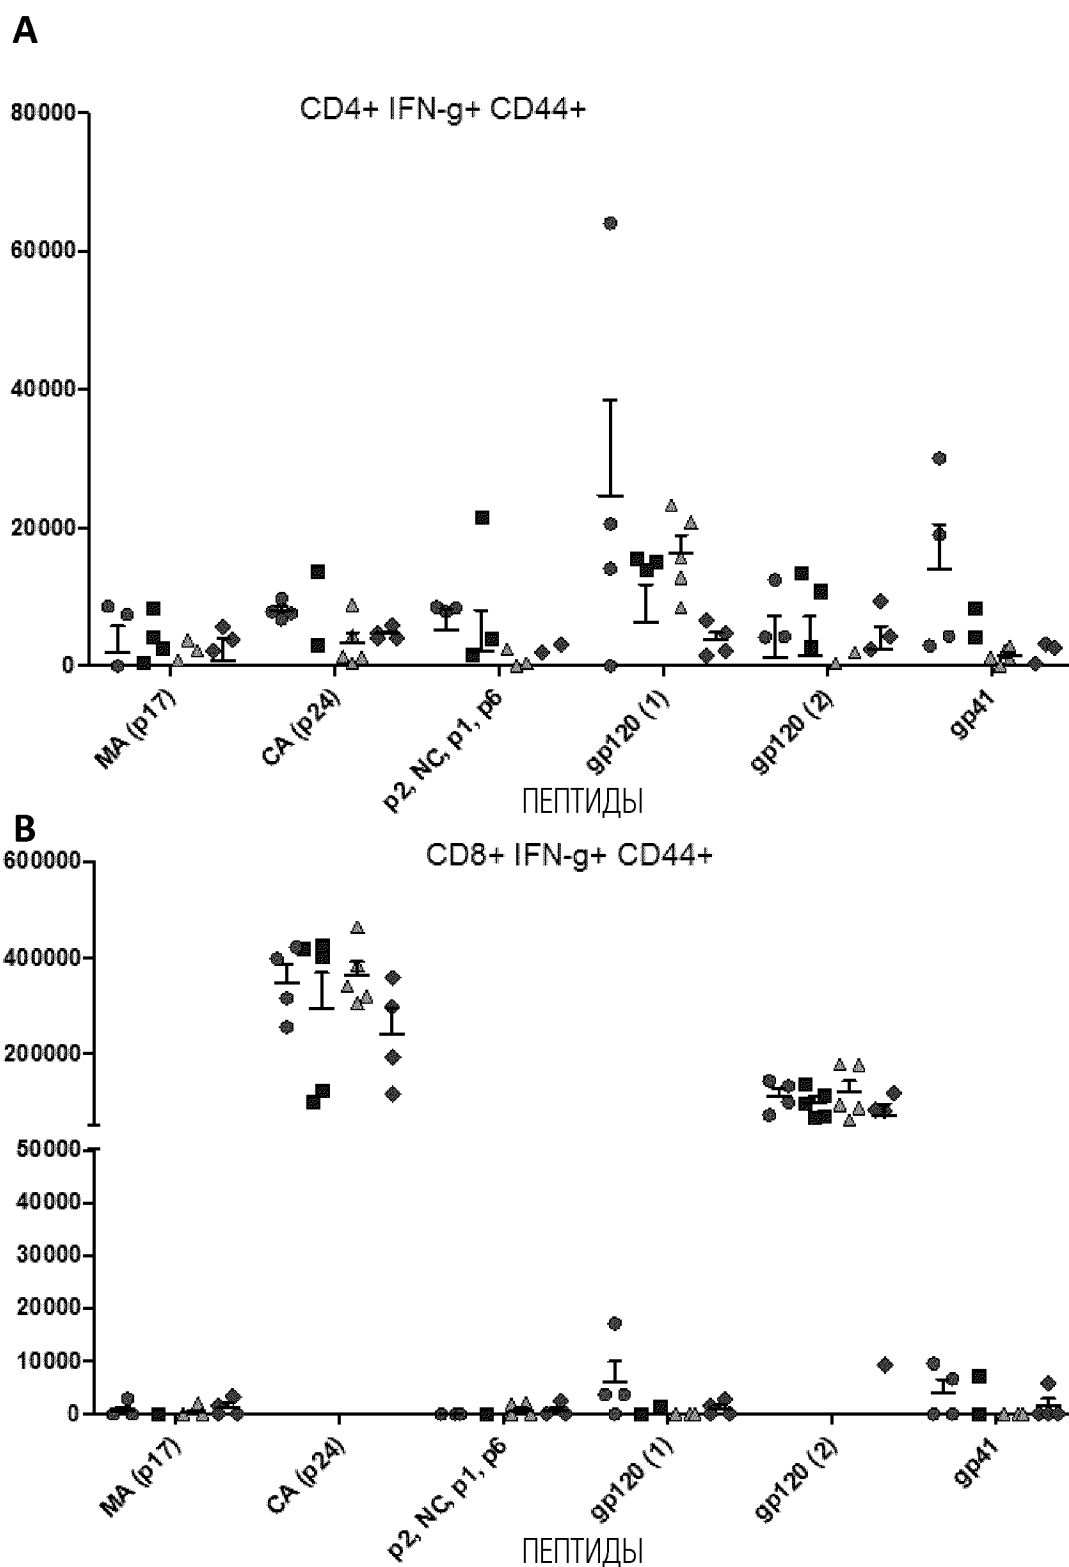 A
CD4+ IFN-g+ CD44+
80000
60000
40000
20000
0
MA (p17)
CA (p24)
p2, NC, p1, p6
gp120 (1)
gp120 (2)
gp41
ПЕПТИДЫ
B
CD8+ IFN-g+ CD44+
600000
400000
200000
50000
40000
30000
20000
10000
0
MA (p17)
CA (p24)
p2, NC, p1, p6
gp120 (1)
gp120 (2)
gp41
ПЕПТИДЫ